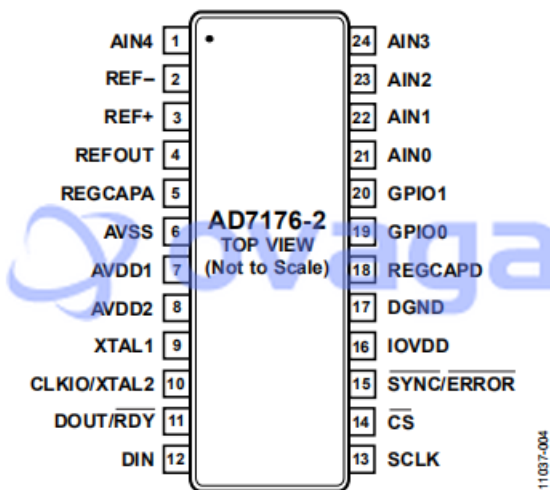 AIN4 1
REF– 2
REF+ 3
REFOUT 4
REGCAPA 5
AVSS 6
AVDD1 7
AVDD2 8
XTAL1 9
CLKIO/XTAL2 10
DOUT/RDY 11
DIN 12
AD7176-2
TOP VIEW
(Not to Scale)
24 AIN3
23 AIN2
22 AIN1
21 AIN0
20 GPIO1
19 GPIO0
18 REGCAPD
17 DGND
16 IOVDD
15 SYNC/ERROR
14 CS
13 SCLK
ovaga
11037-004